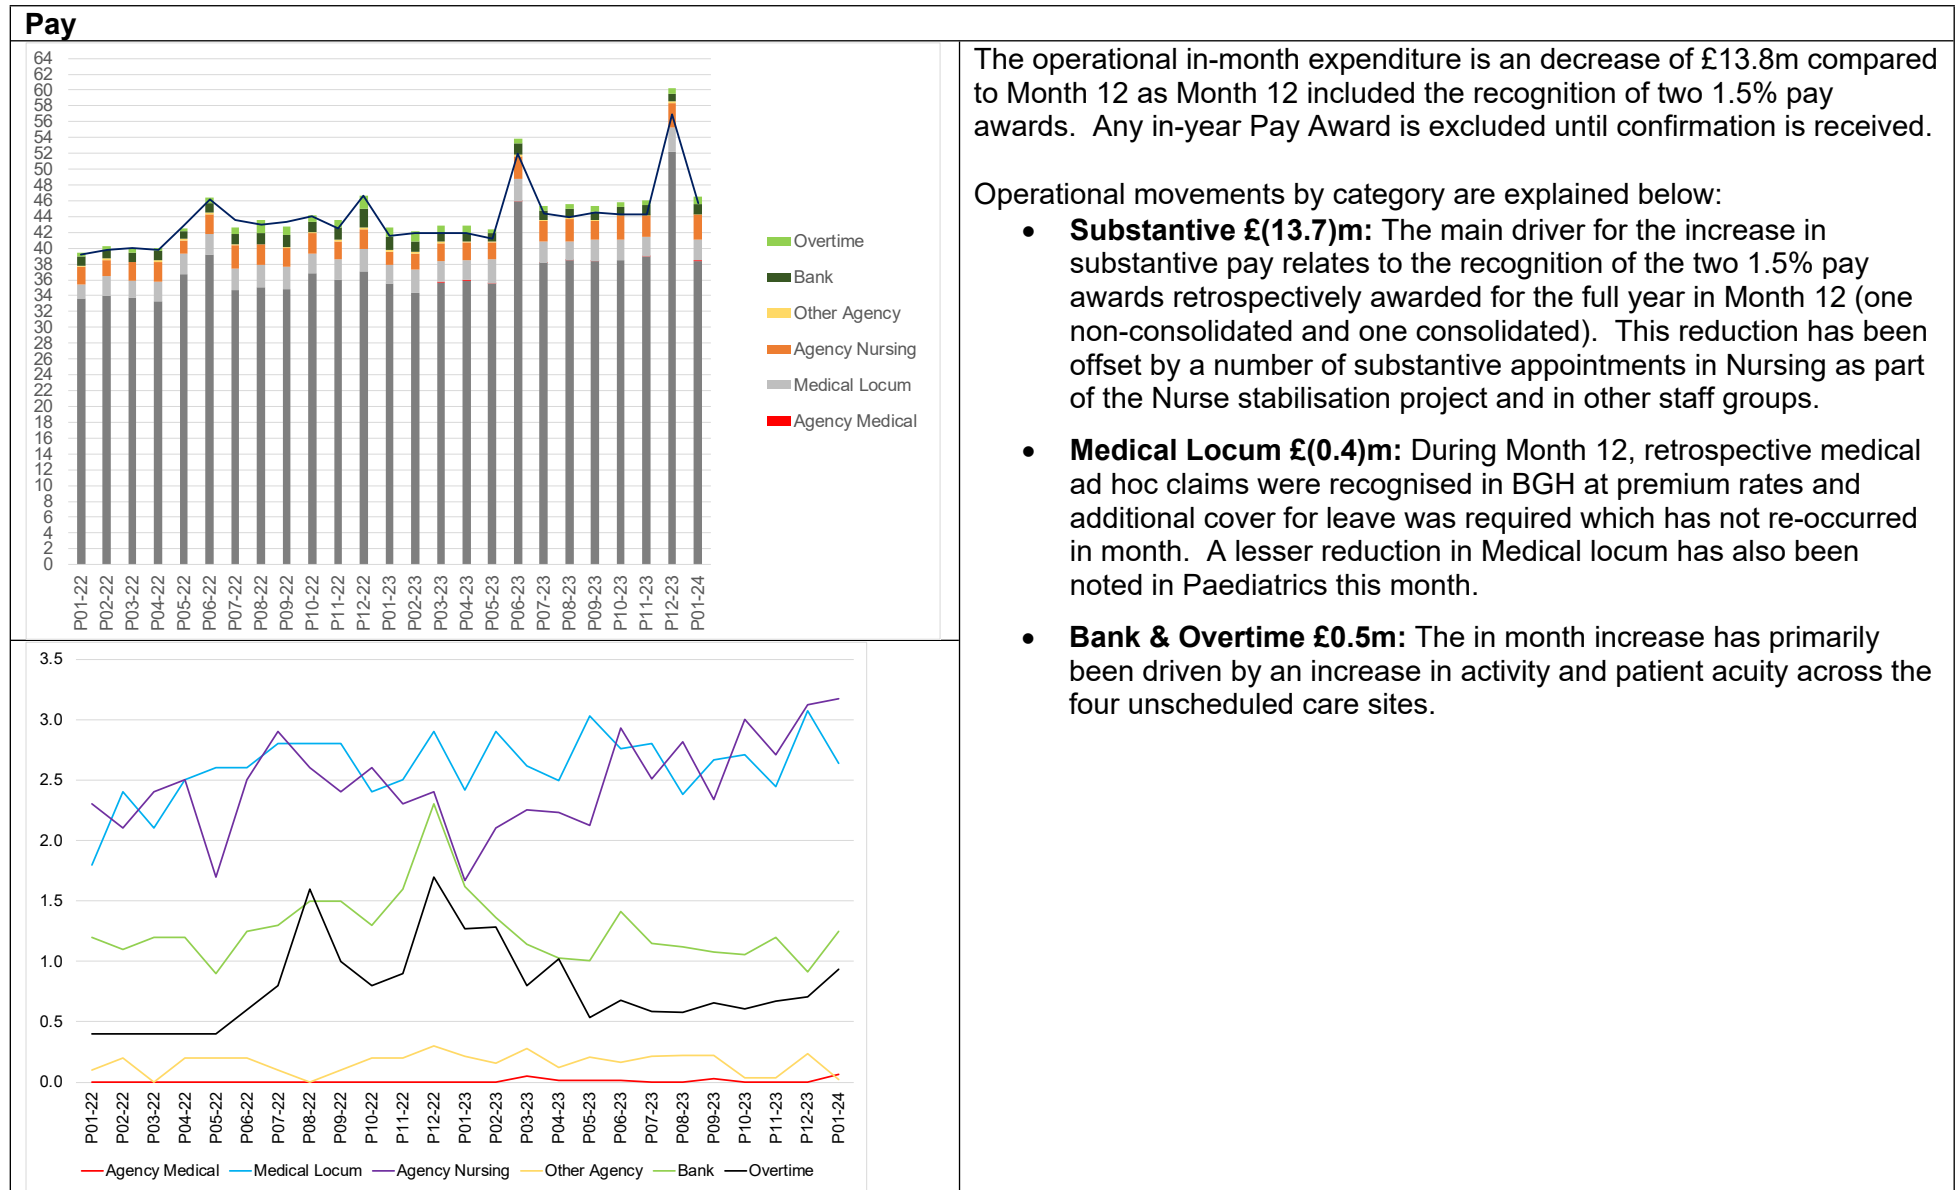 Pay
64
62
60
58
56
54
52
50
48
46
44
42
40
38
36
34
32
30
28
26
24
22
20
18
16
14
12
10
8
6
4
2
0
P01-22
P02-22
P03-22
P04-22
P05-22
P06-22
P07-22
P08-22
P09-22
P10-22
P11-22
P12-22
P01-23
P02-23
P03-23
P04-23
P05-23
P06-23
P07-23
P08-23
P09-23
P10-23
P11-23
P12-23
P01-24
Overtime
Bank
Other Agency
Agency Nursing
Medical Locum
Agency Medical
3.5
3.0
2.5
2.0
1.5
1.0
0.5
0.0
P01-22
P02-22
P03-22
P04-22
P05-22
P06-22
P07-22
P08-22
P09-22
P10-22
P11-22
P12-22
P01-23
P02-23
P03-23
P04-23
P05-23
P06-23
P07-23
P08-23
P09-23
P10-23
P11-23
P12-23
P01-24
Agency Medical Medical Locum Agency Nursing Other Agency Bank Overtime
The operational in-month expenditure is an decrease of £13.8m compared
to Month 12 as Month 12 included the recognition of two 1.5% pay
awards. Any in-year Pay Award is excluded until confirmation is received.
Operational movements by category are explained below:
• Substantive £(13.7)m: The main driver for the increase in
substantive pay relates to the recognition of the two 1.5% pay
awards retrospectively awarded for the full year in Month 12 (one
non-consolidated and one consolidated). This reduction has been
offset by a number of substantive appointments in Nursing as part
of the Nurse stabilisation project and in other staff groups.
• Medical Locum £(0.4)m: During Month 12, retrospective medical
ad hoc claims were recognised in BGH at premium rates and
additional cover for leave was required which has not re-occurred
in month. A lesser reduction in Medical locum has also been
noted in Paediatrics this month.
• Bank & Overtime £0.5m: The in month increase has primarily
been driven by an increase in activity and patient acuity across the
four unscheduled care sites.